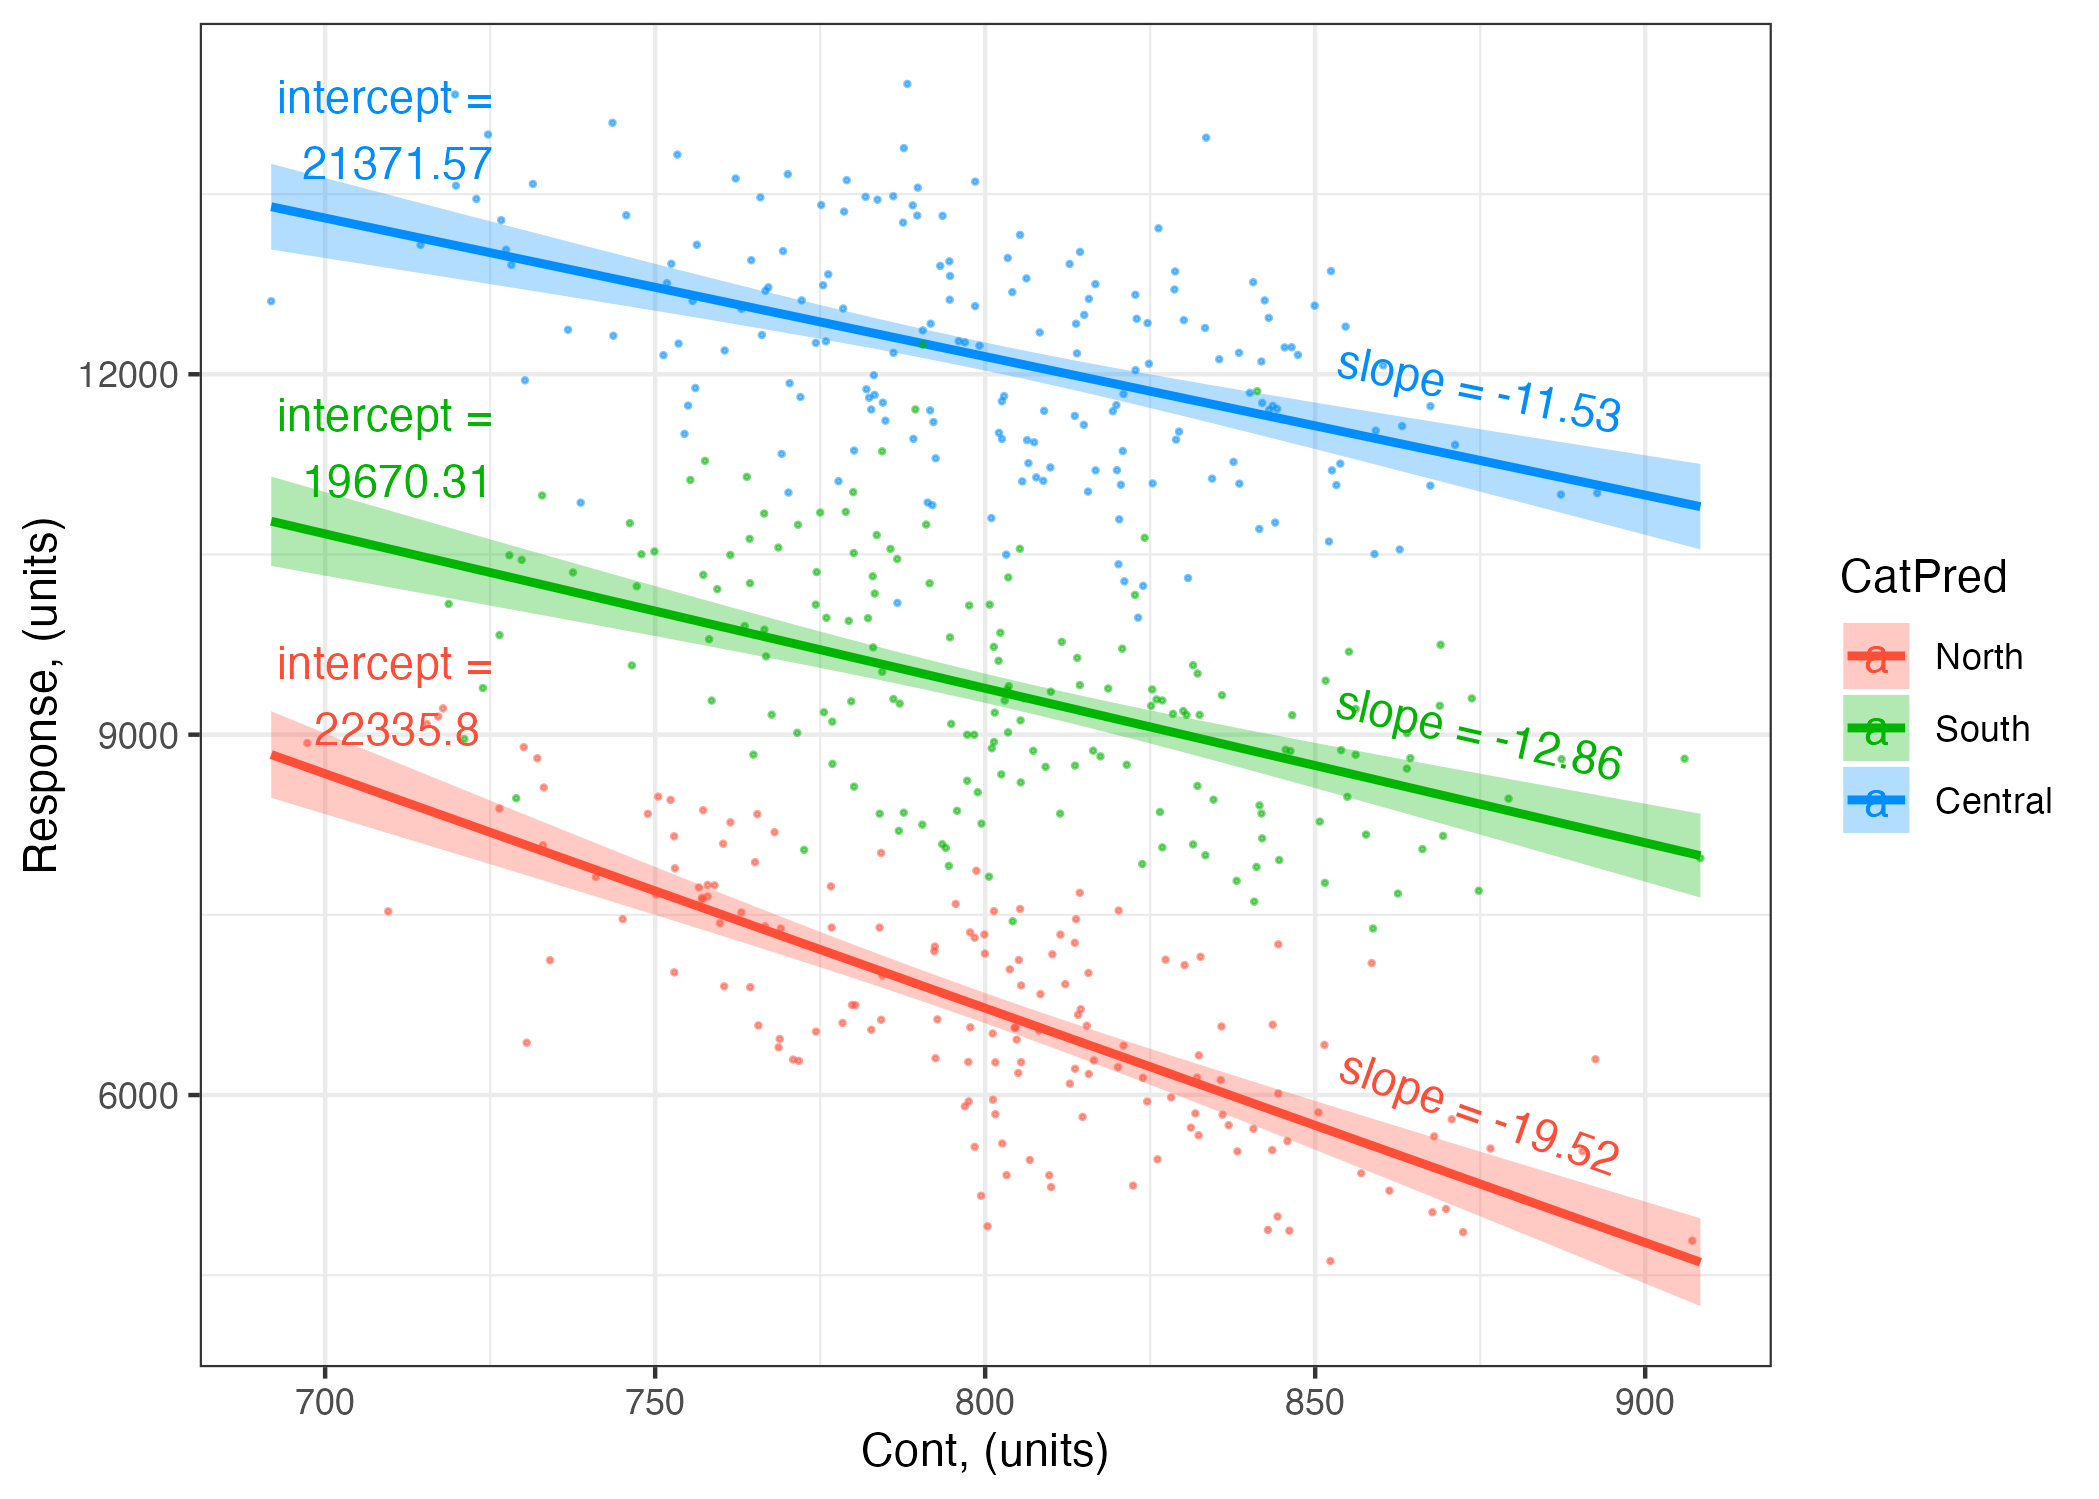 intercept =
21371.57
slope = -11.53
12000
intercept =
19670.31
Response, (units)
CatPred
a North
a South
a Central
intercept =
22335.8
slope = -12.86
9000
slope = -19.52
6000
700 750 800 850 900
Cont, (units)